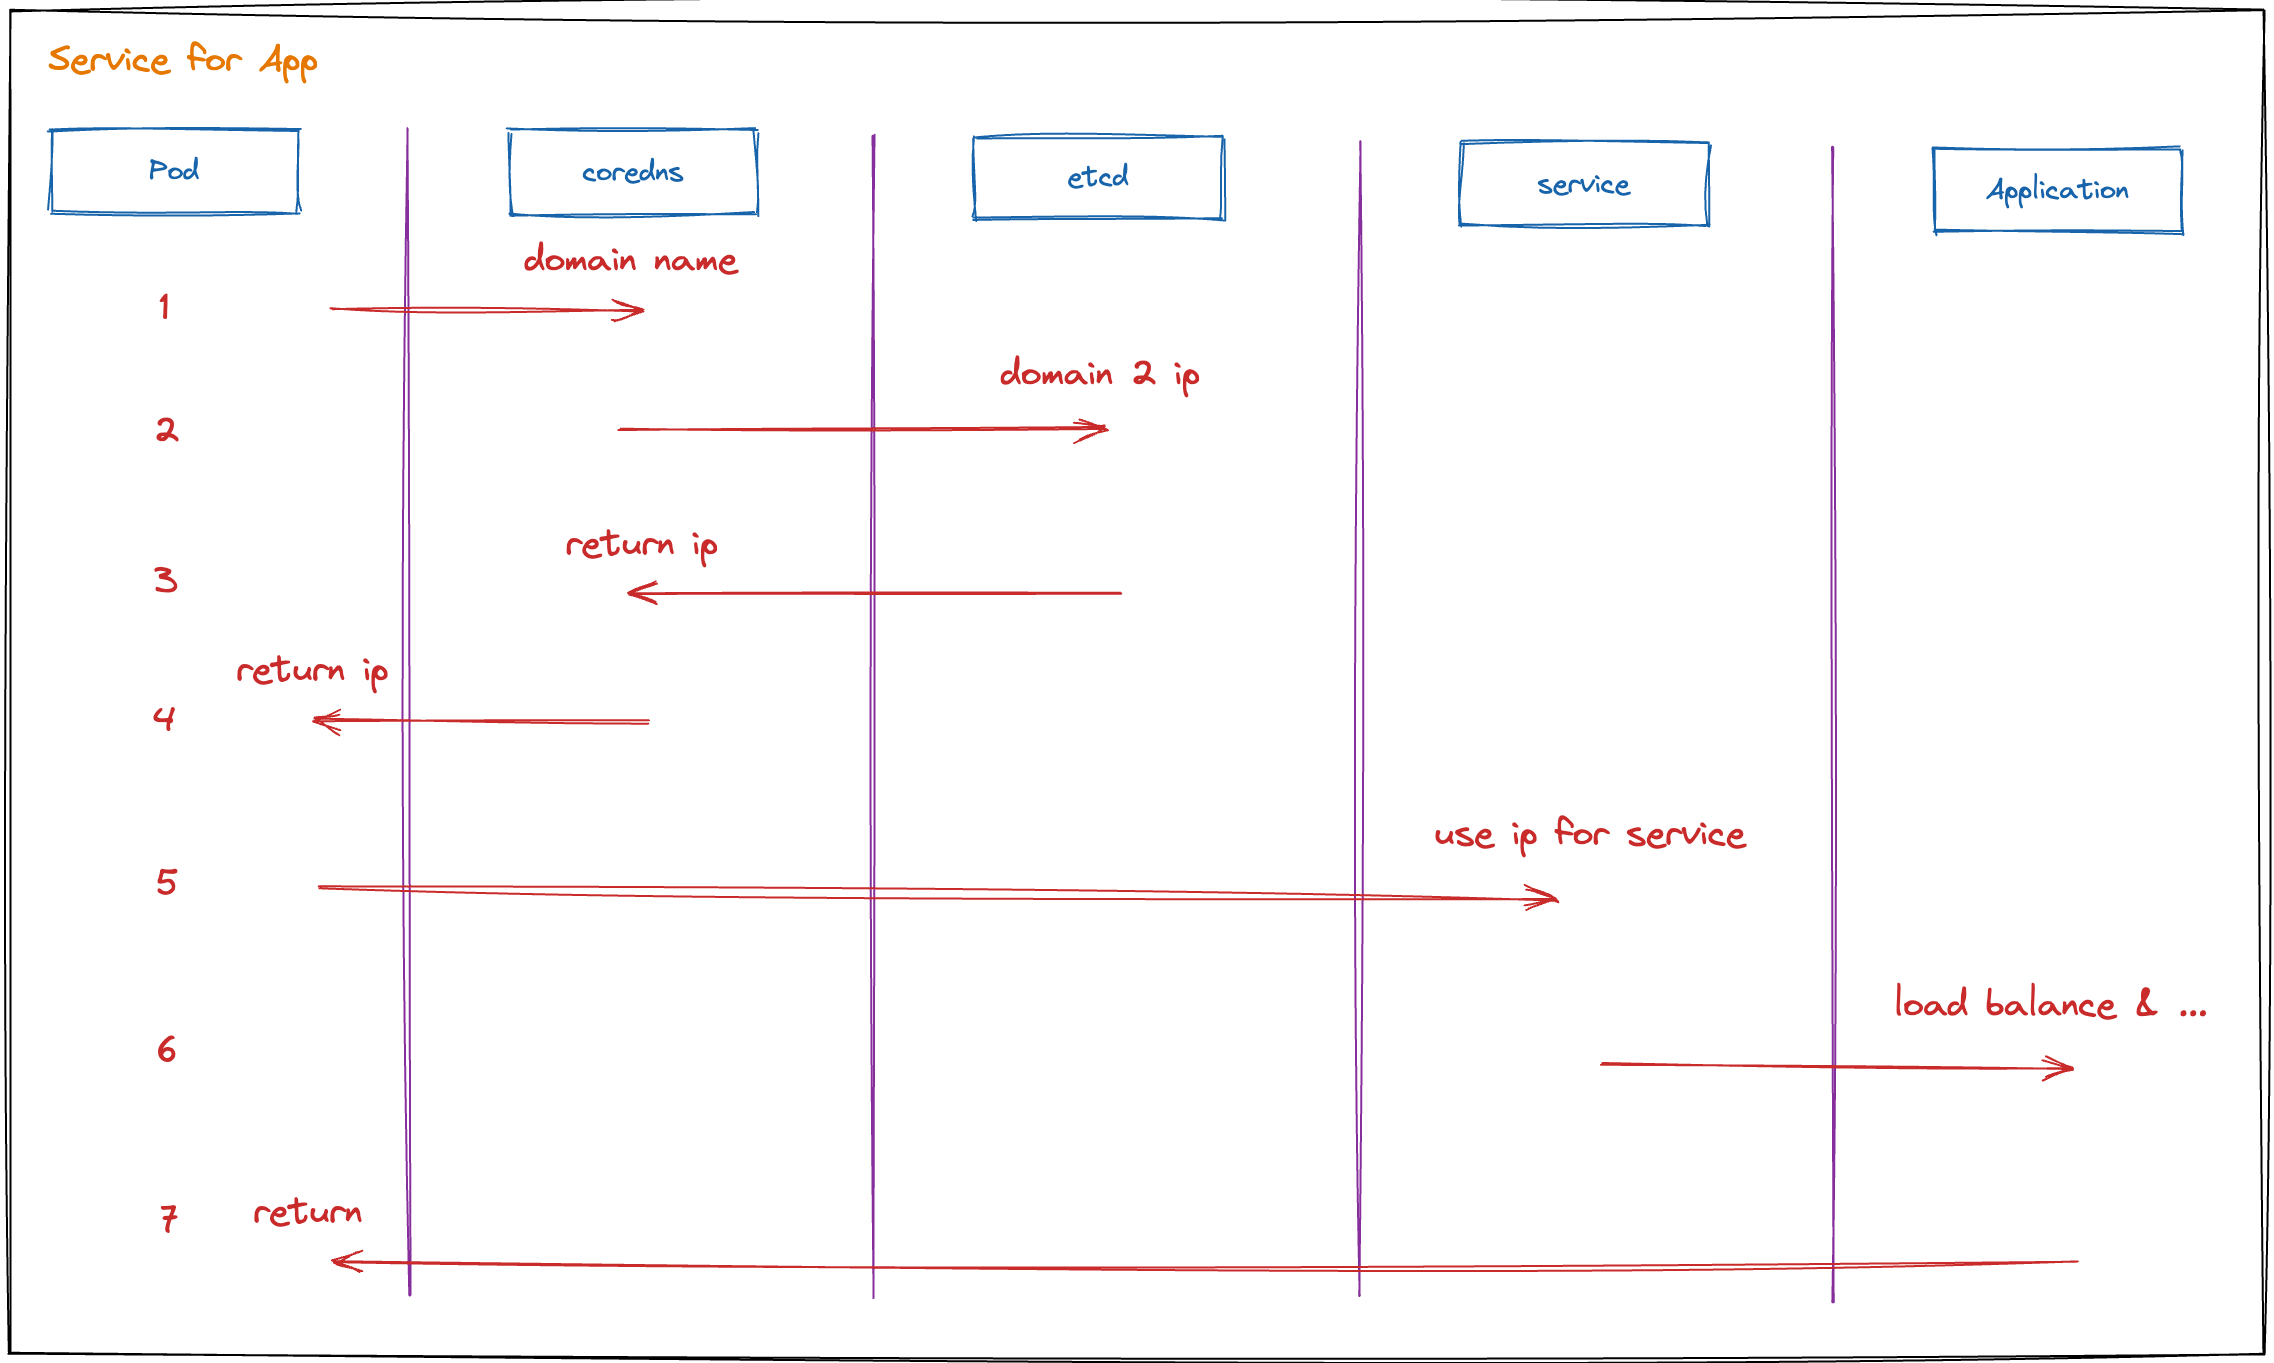 Service for App
Pod
coredns
etcd
service
Application
domain name
1
domain 2 ip
2
return ip
3
return ip
4
use ip for service
5
load balance & ...
6
7
return